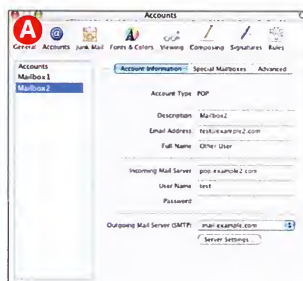 Accounts
A
General Accounts Junk Mail Fonts & Colors Viewing Composing Signatures Rules
Accounts
Mailbox1
Mailbox2
Account Information Special Mailboxes Advanced
Account Type POP
Description Mailbox2
Email Address test@example2.com
Full Name Other User
Incoming Mail Server pop.example2.com
User Name test
Password
Outgoing Mail Server (SMTP) mail.example.com
Server Settings...